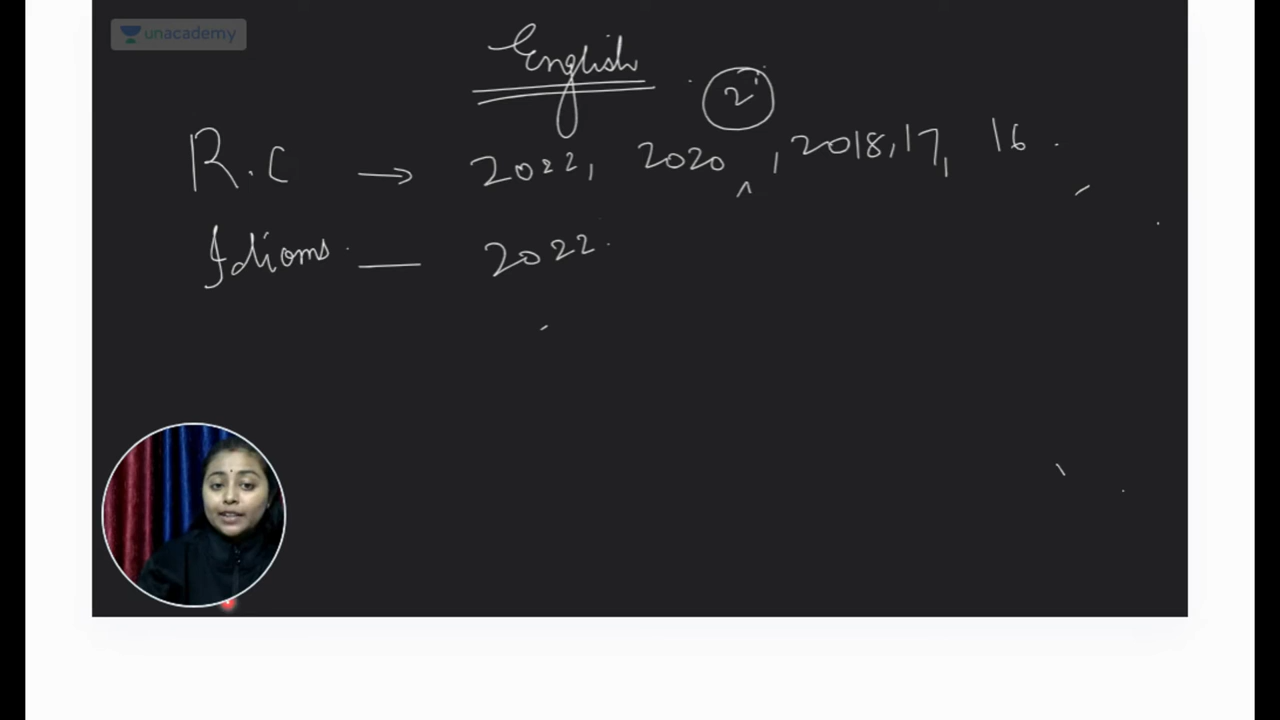 unacademy
English
2
R.C → 2022, 2020, 2018, 17, 16.
Idioms — 2022.